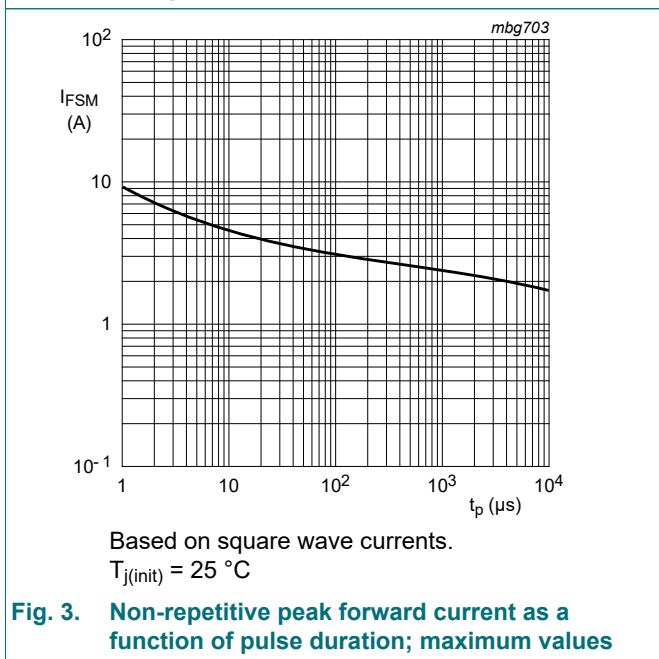 mbg703
10²
I_FSM
(A)
10
1
10⁻¹
1 10 10² 10³ 10⁴
t_p (μs)
Based on square wave currents.
T_j(init) = 25 °C
Fig. 3. Non-repetitive peak forward current as a
function of pulse duration; maximum values